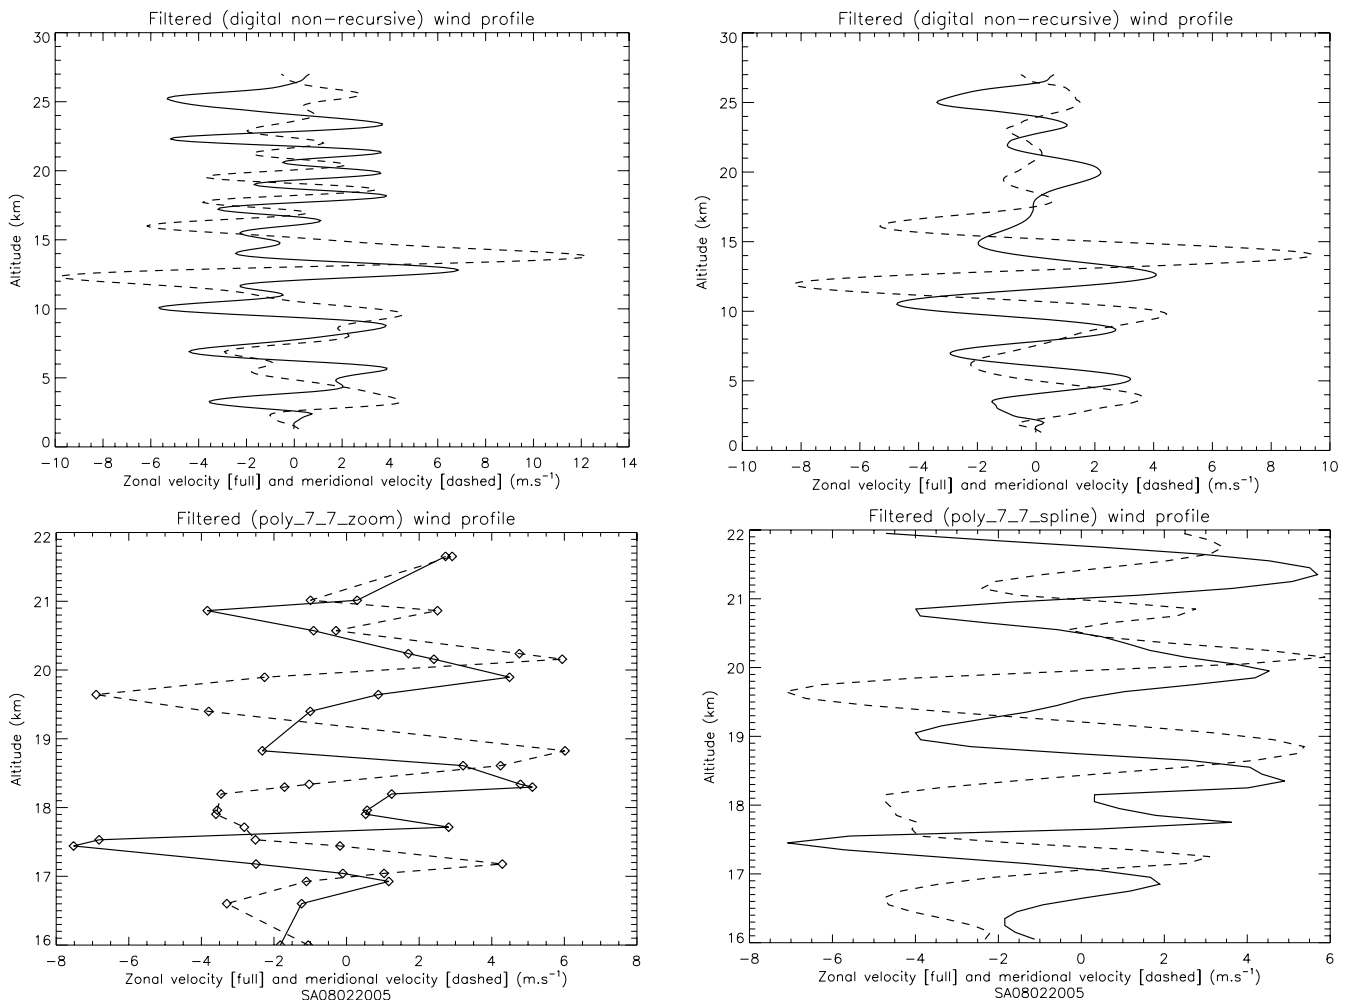 Filtered (digital non-recursive) wind profile
30
25
20
15
10
5
0
Altitude (km)
-10 -8 -6 -4 -2 0 2 4 6 8 10 12 14
Zonal velocity [full] and meridional velocity [dashed] (m.s⁻¹)
Filtered (digital non-recursive) wind profile
30
25
20
15
10
5
0
Altitude (km)
-10 -8 -6 -4 -2 0 2 4 6 8 10
Zonal velocity [full] and meridional velocity [dashed] (m.s⁻¹)
Filtered (poly_7_7_zoom) wind profile
22
21
20
19
18
17
16
Altitude (km)
-8 -6 -4 -2 0 2 4 6 8
Zonal velocity [full] and meridional velocity [dashed] (m.s⁻¹)
SA08022005
Filtered (poly_7_7_spline) wind profile
22
21
20
19
18
17
16
Altitude (km)
-8 -6 -4 -2 0 2 4 6
Zonal velocity [full] and meridional velocity [dashed] (m.s⁻¹)
SA08022005